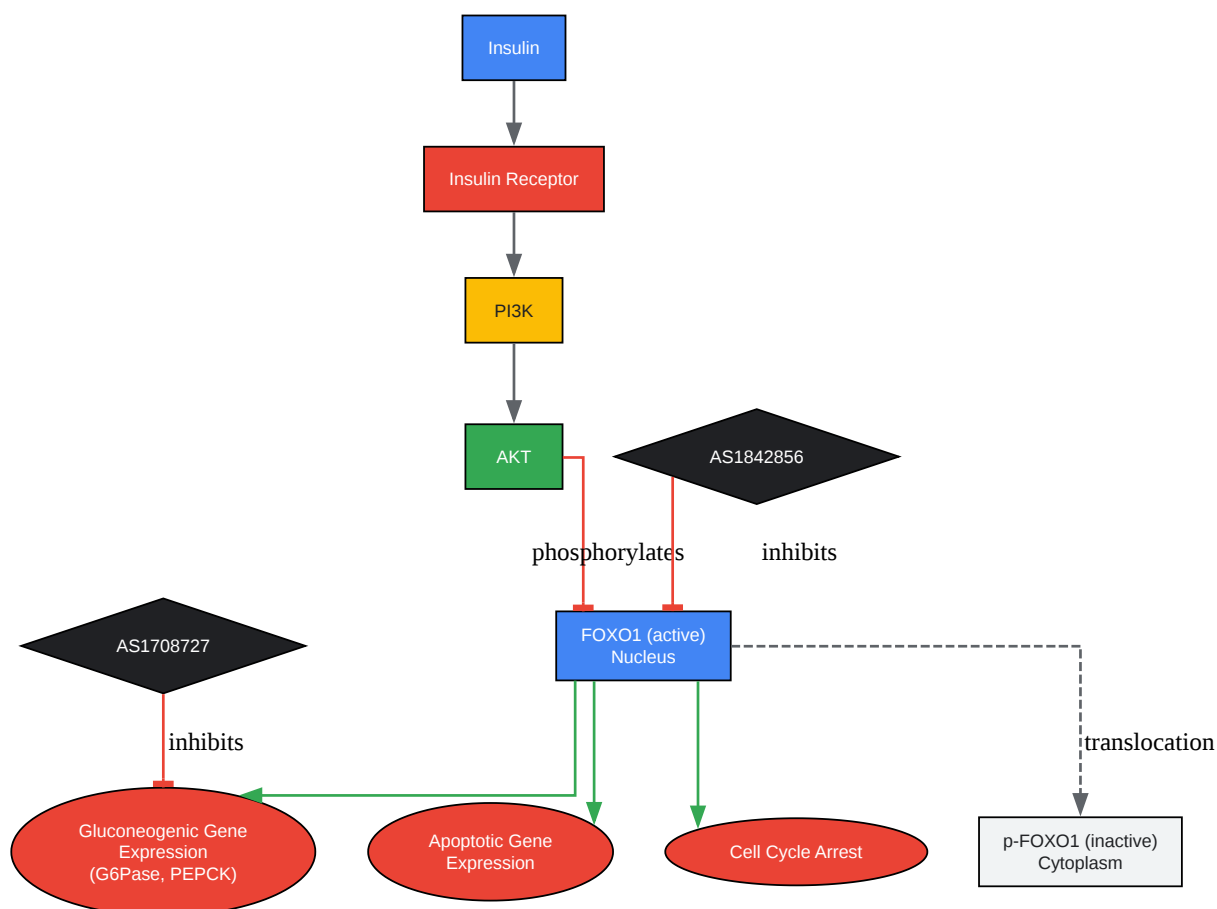 Insulin
Insulin Receptor
PI3K
AKT
AS1842856
phosphorylates
inhibits
FOXO1 (active)
Nucleus
AS1708727
inhibits
translocation
Gluconeogenic Gene
Expression
(G6Pase, PEPCK)
Apoptotic Gene
Expression
Cell Cycle Arrest
p-FOXO1 (inactive)
Cytoplasm